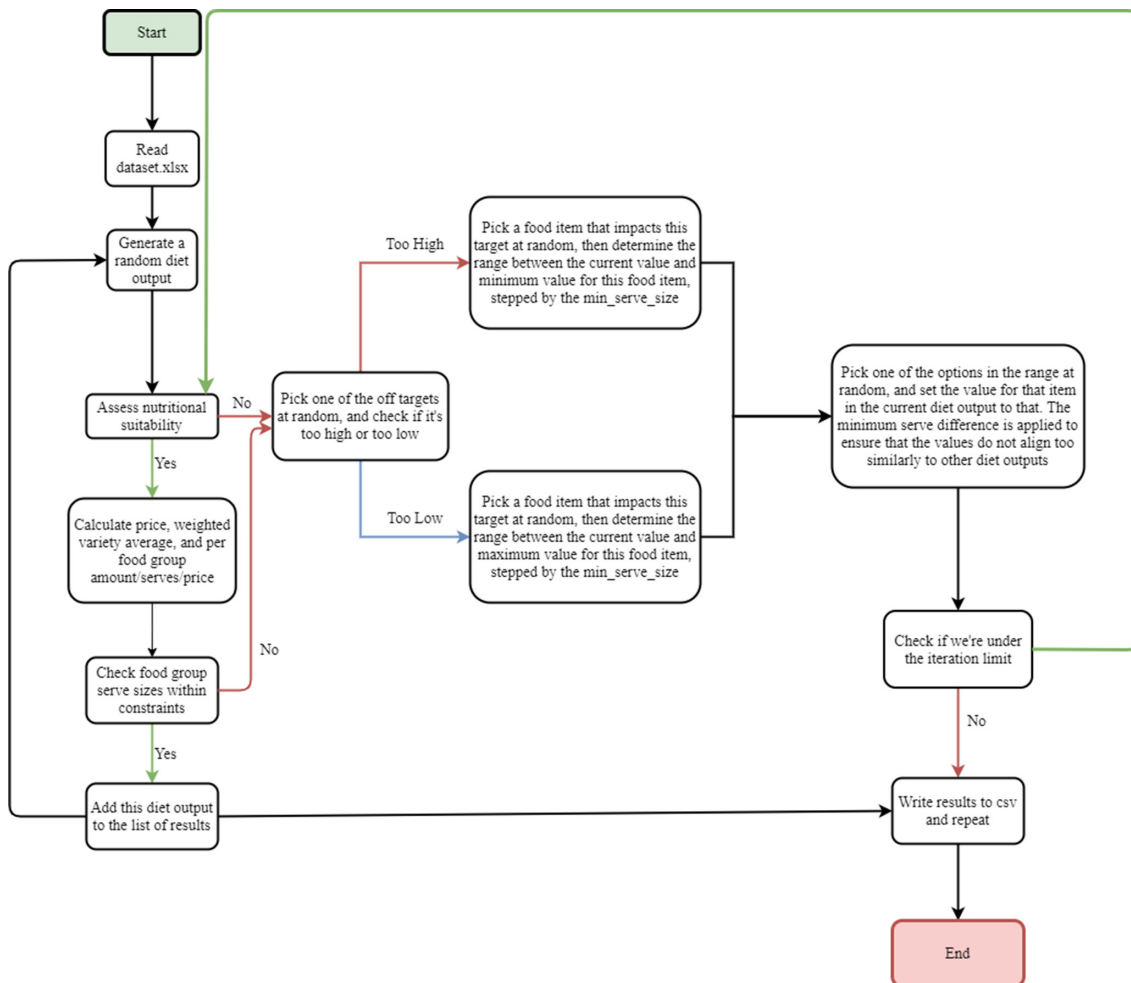 Start
Read
dataset.xlsx
Generate a
random diet
output
Assess nutritional
suitability
No
Yes
Calculate price, weighted
variety average, and per
food group
amount/serves/price
Check food group
serve sizes within
constraints
No
Yes
Add this diet output
to the list of results
Pick one of the off targets
at random, and check if it's
too high or too low
Too High
Pick a food item that impacts this
target at random, then determine the
range between the current value and
minimum value for this food item,
stepped by the min_serve_size
Too Low
Pick a food item that impacts this
target at random, then determine the
range between the current value and
maximum value for this food item,
stepped by the min_serve_size
Pick one of the options in the range at
random, and set the value for that item
in the current diet output to that. The
minimum serve difference is applied to
ensure that the values do not align too
similarly to other diet outputs
Check if we're under
the iteration limit
No
Write results to csv
and repeat
End